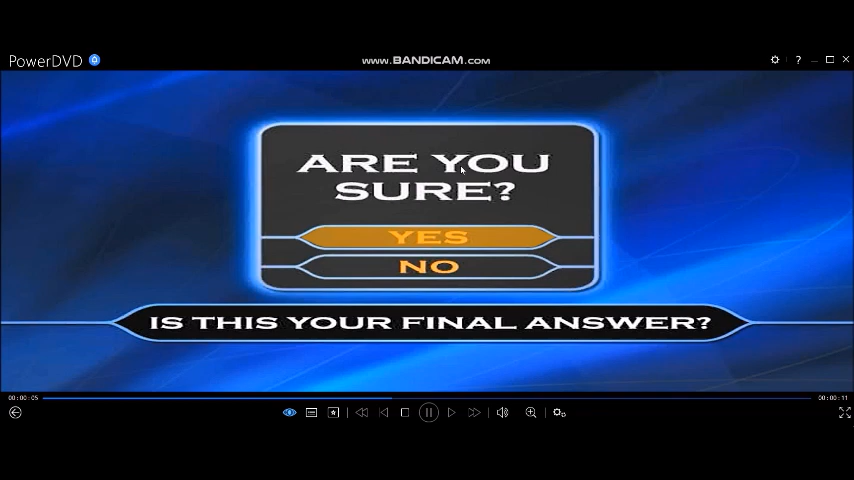 PowerDVD
www.BANDICAM.com
?
ARE YOU
SURE?
YES
NO
IS THIS YOUR FINAL ANSWER?
00:00:05
00:00:11